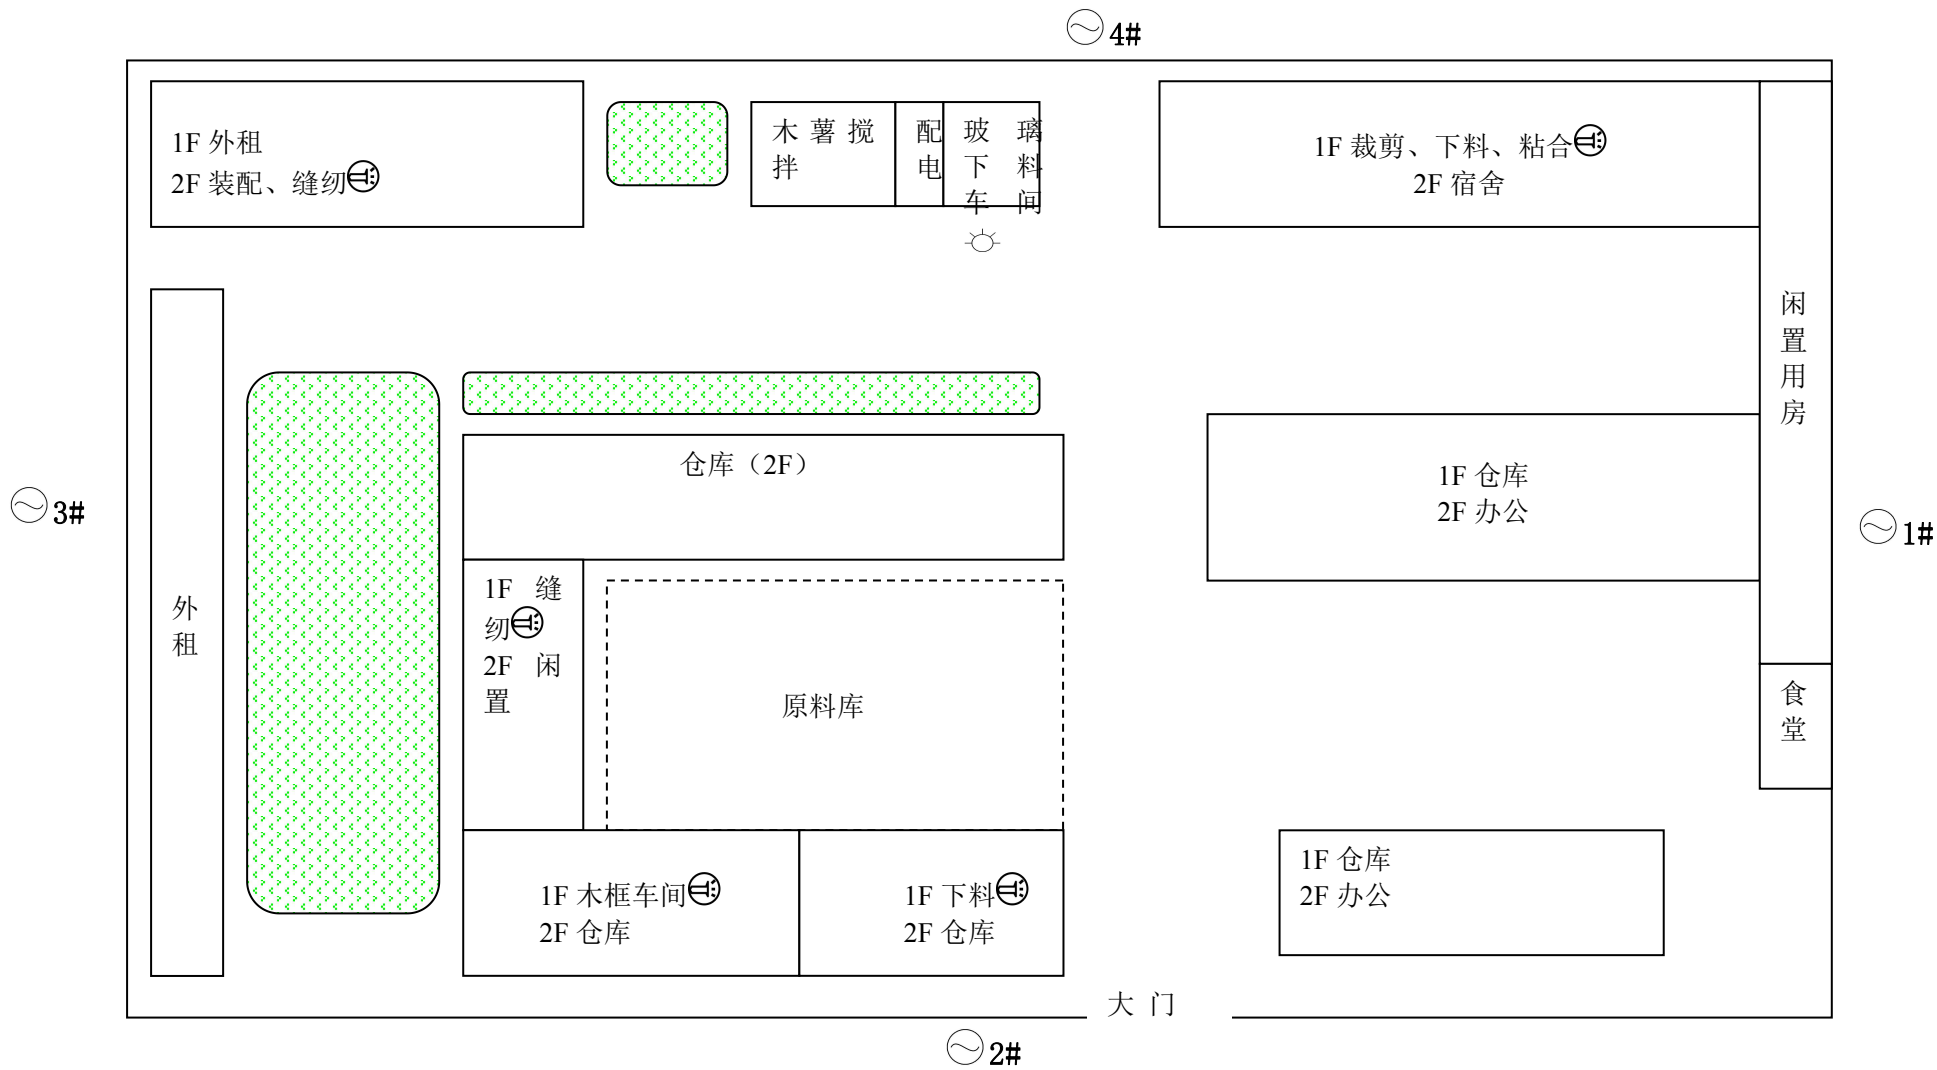 4#
1F 外租
2F 装配、缝纫
木 薯 搅
拌
配
电
玻 璃
下 料
车 间
1F 裁剪、下料、粘合
2F 宿舍
闲
置
用
房
仓库（2F）
1F 仓库
2F 办公
3#
1#
外
租
1F 缝
纫
2F 闲
置
原料库
食
堂
1F 木框车间
2F 仓库
1F 下料
2F 仓库
1F 仓库
2F 办公
大 门
2#